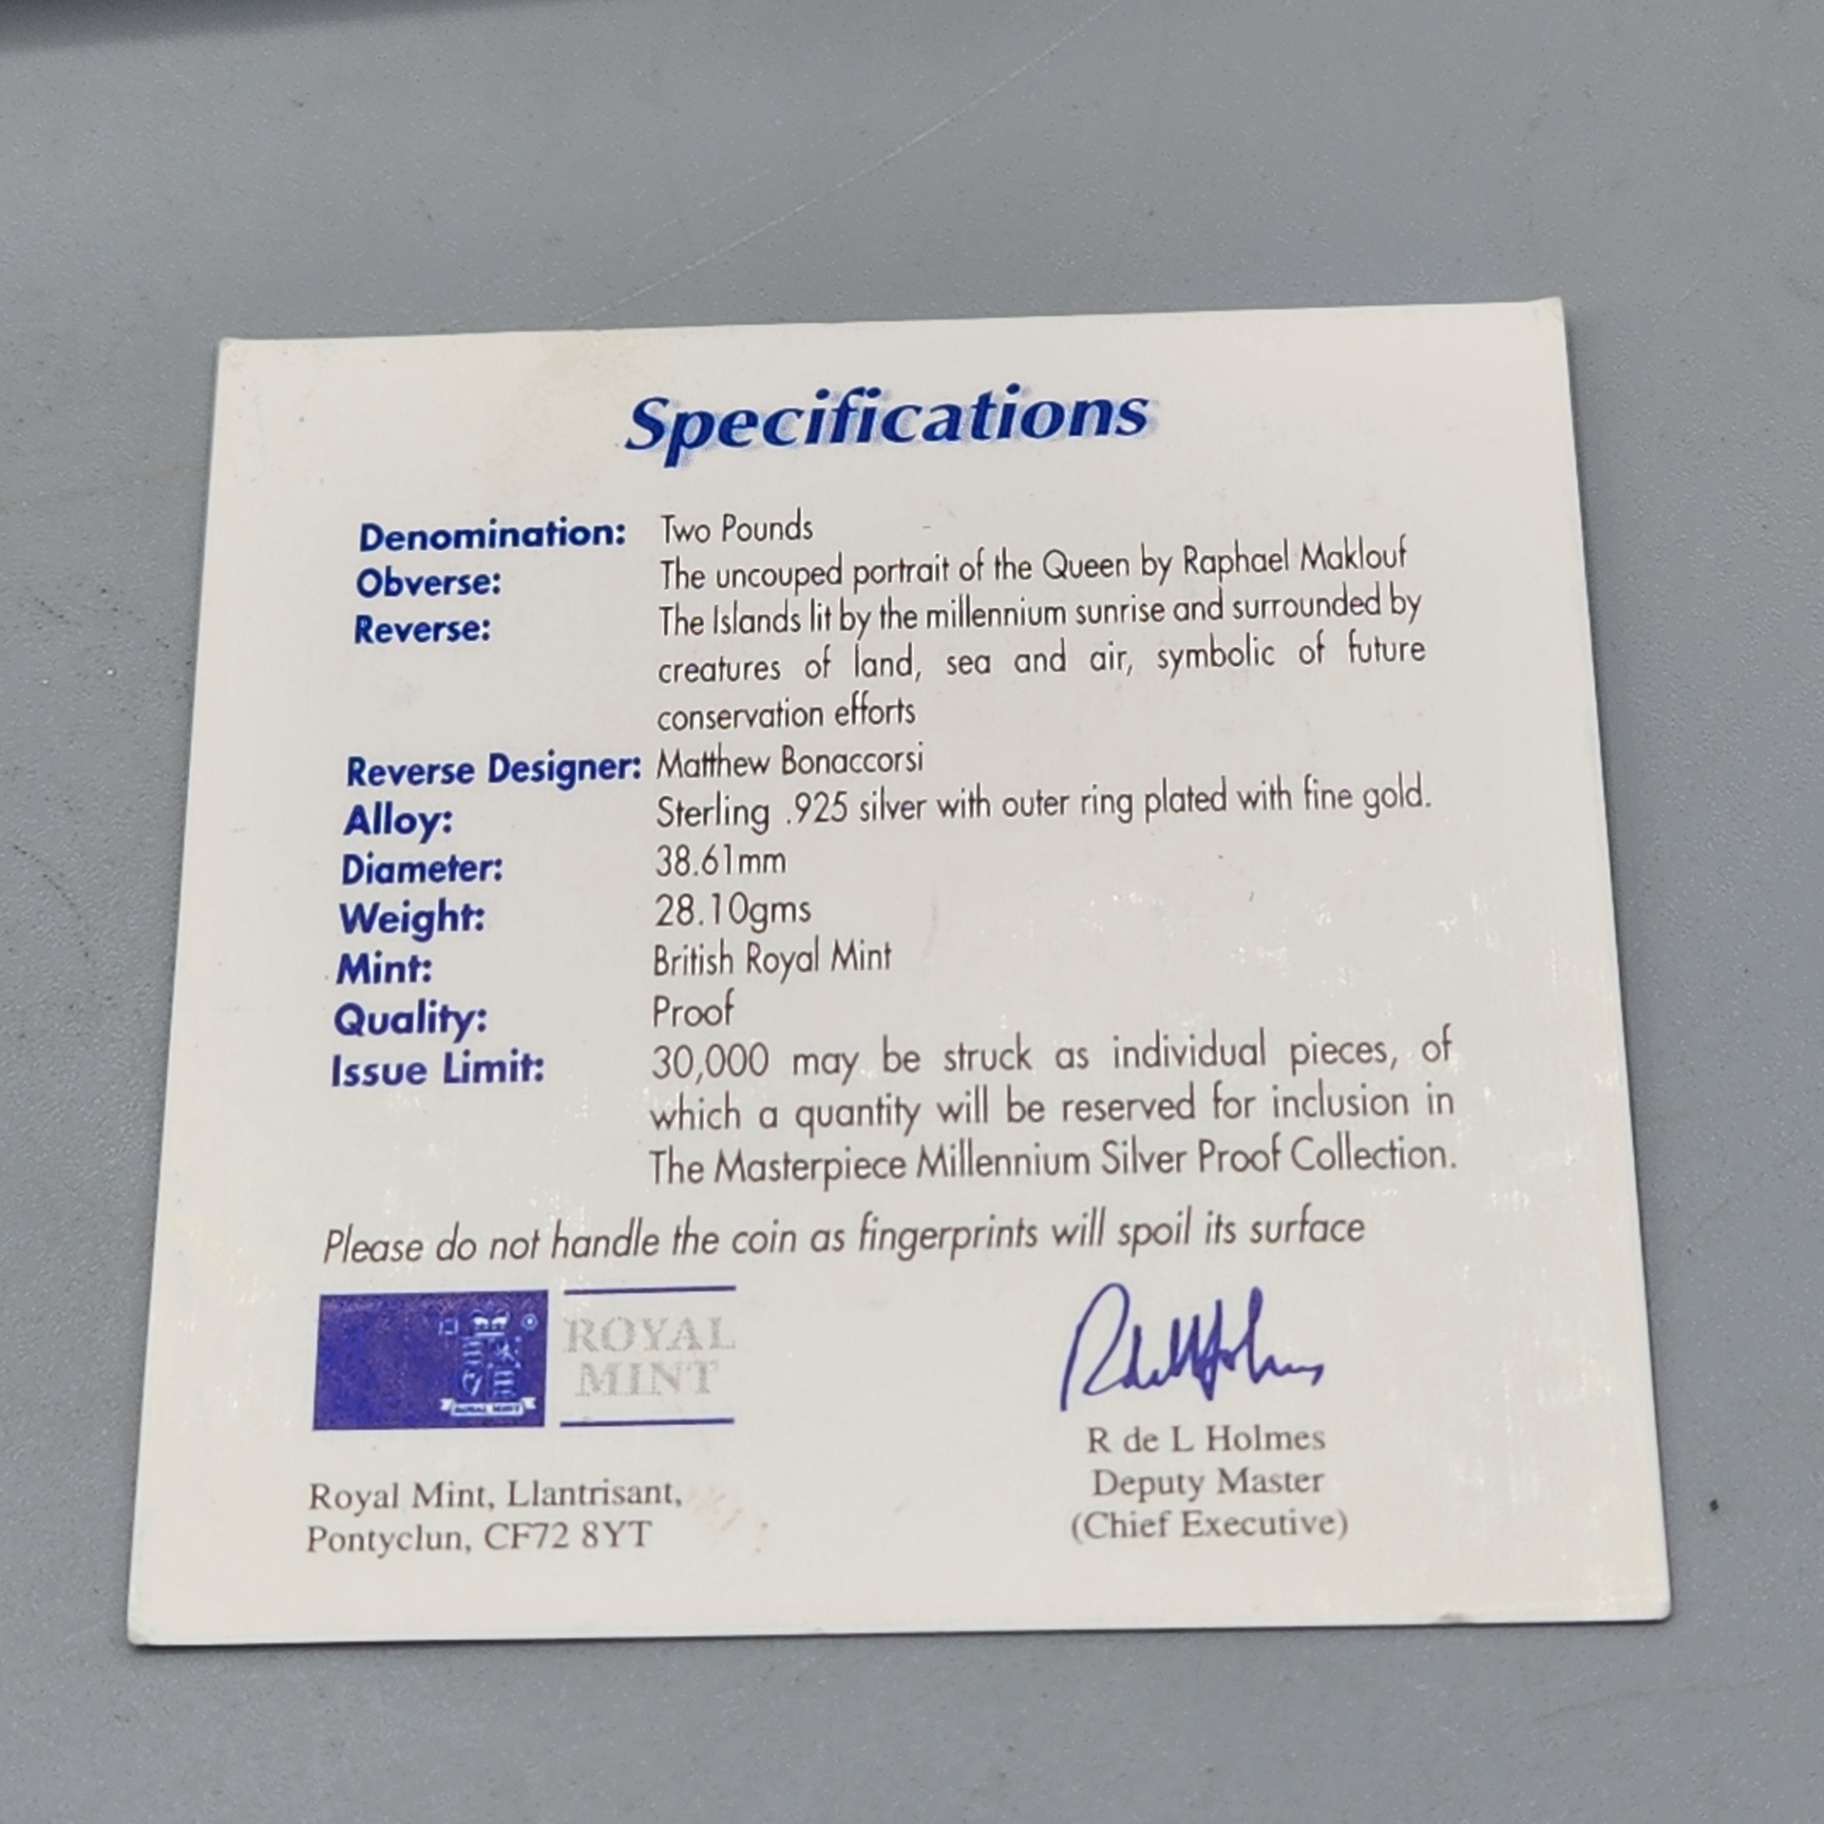 Specifications
Denomination: Two Pounds
Obverse: The uncouped portrait of the Queen by Raphael Maklouf
Reverse: The Islands lit by the millennium sunrise and surrounded by
creatures of land, sea and air, symbolic of future
conservation efforts
Reverse Designer: Matthew Bonaccorsi
Alloy: Sterling .925 silver with outer ring plated with fine gold.
Diameter: 38.61mm
Weight: 28.10gms
Mint: British Royal Mint
Quality: Proof
Issue Limit: 30,000 may be struck as individual pieces, of
which a quantity will be reserved for inclusion in
The Masterpiece Millennium Silver Proof Collection.
Please do not handle the coin as fingerprints will spoil its surface
ROYAL MINT
ROYAL
MINT
Royal Mint, Llantrisant,
Pontyclun, CF72 8YT
R de L Holmes
Deputy Master
(Chief Executive)